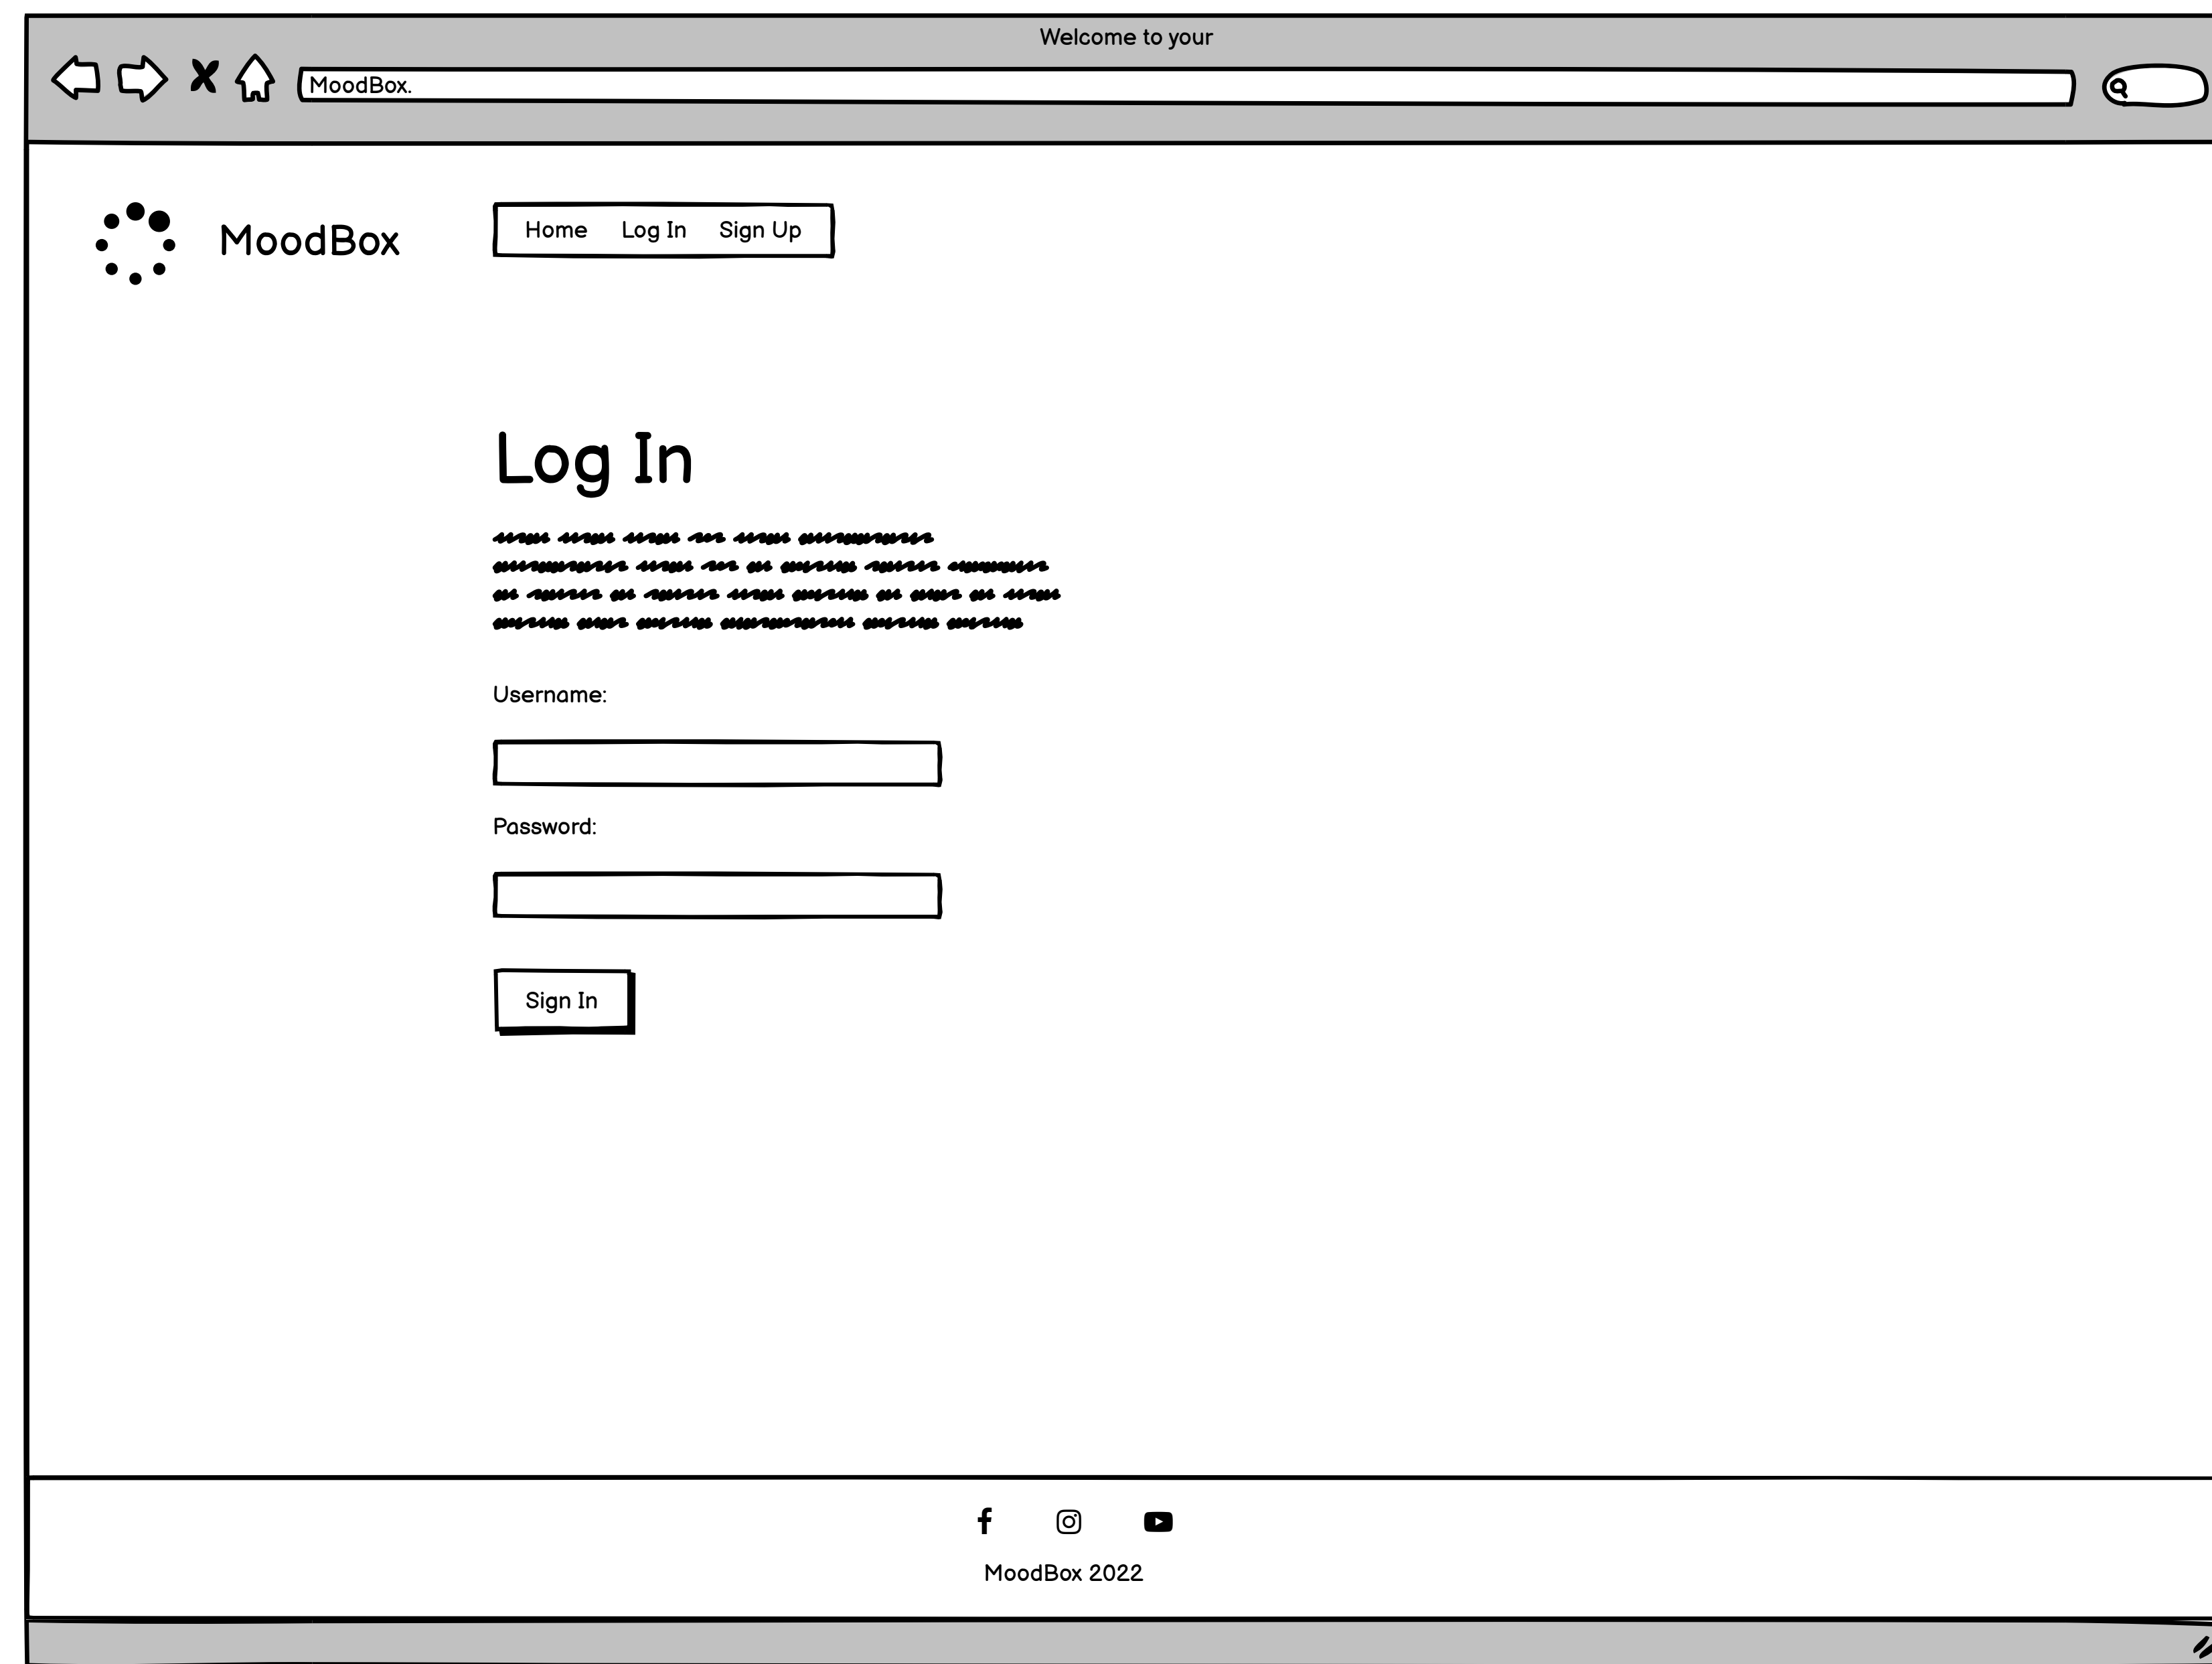 Welcome to your
MoodBox.
MoodBox
Home Log In Sign Up
Log In
Username:
Password:
Sign In
MoodBox 2022